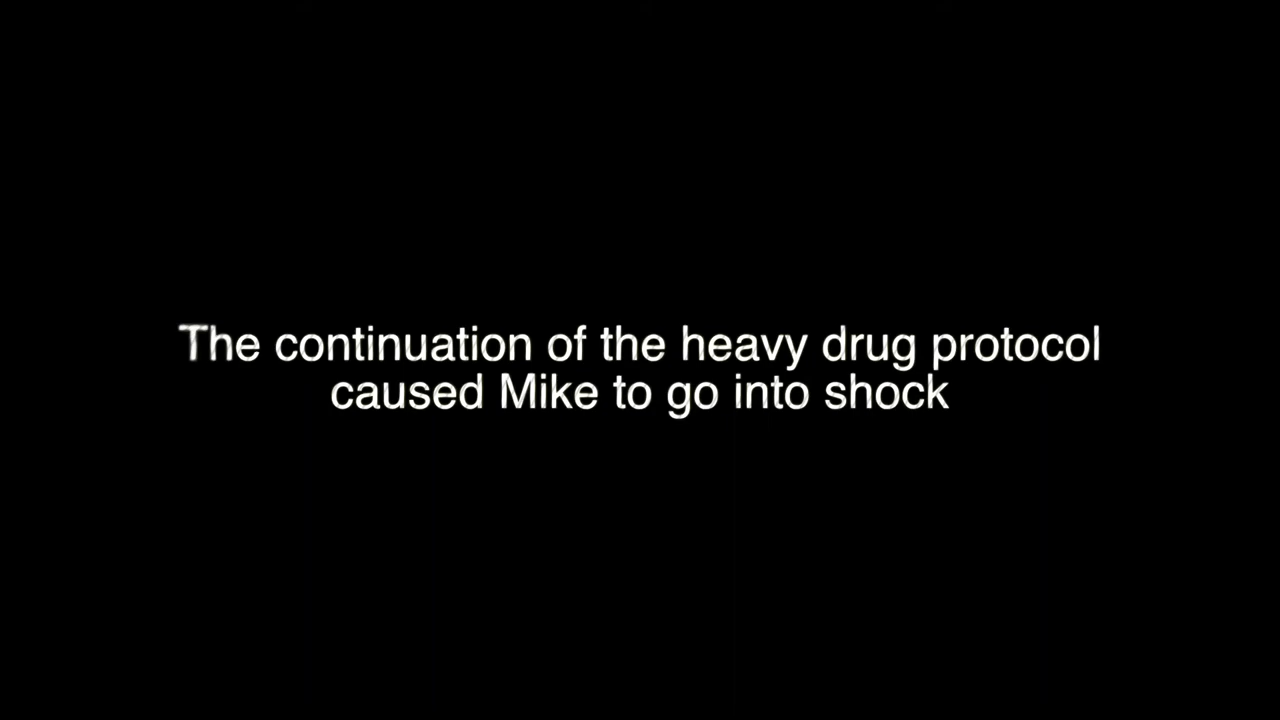 The continuation of the heavy drug protocol
caused Mike to go into shock